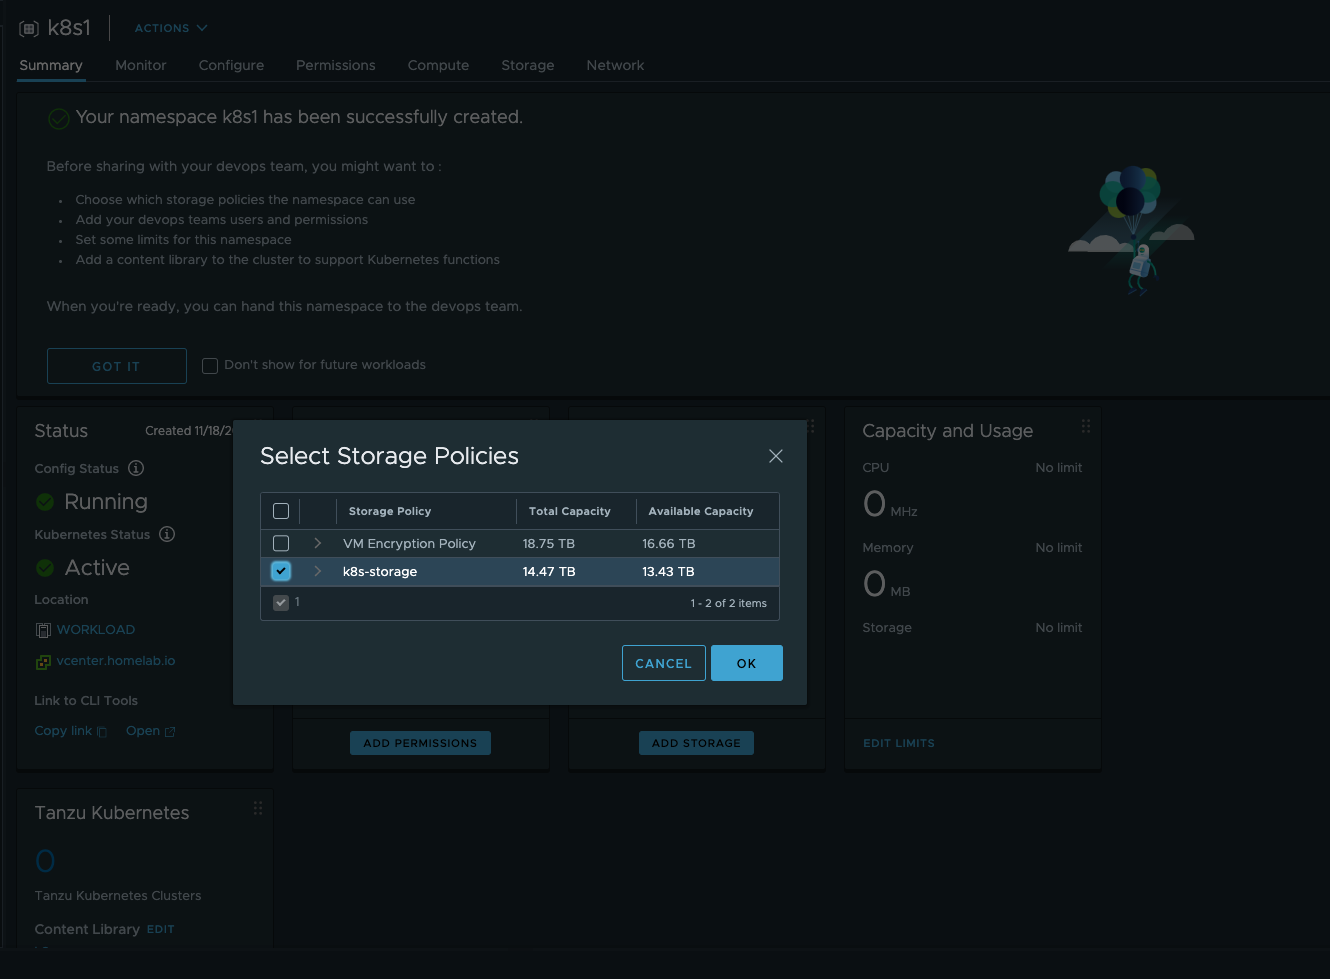 k8s1
ACTIONS
Summary Monitor Configure Permissions Compute Storage Network
Your namespace k8s1 has been successfully created.
Before sharing with your devops team, you might want to :
Choose which storage policies the namespace can use
Add your devops teams users and permissions
Set some limits for this namespace
Add a content library to the cluster to support Kubernetes functions
When you're ready, you can hand this namespace to the devops team.
GOT IT
Don't show for future workloads
Status
Created 11/18/2
Config Status
Running
Kubernetes Status
Active
Location
WORKLOAD
vcenter.homelab.io
Link to CLI Tools
Copy link Open
Select Storage Policies
Storage Policy Total Capacity Available Capacity
VM Encryption Policy 18.75 TB 16.66 TB
k8s-storage 14.47 TB 13.43 TB
1
1 - 2 of 2 items
CANCEL OK
ADD PERMISSIONS
ADD STORAGE
Capacity and Usage
CPU No limit
0 MHz
Memory No limit
0 MB
Storage No limit
EDIT LIMITS
Tanzu Kubernetes
0
Tanzu Kubernetes Clusters
Content Library EDIT